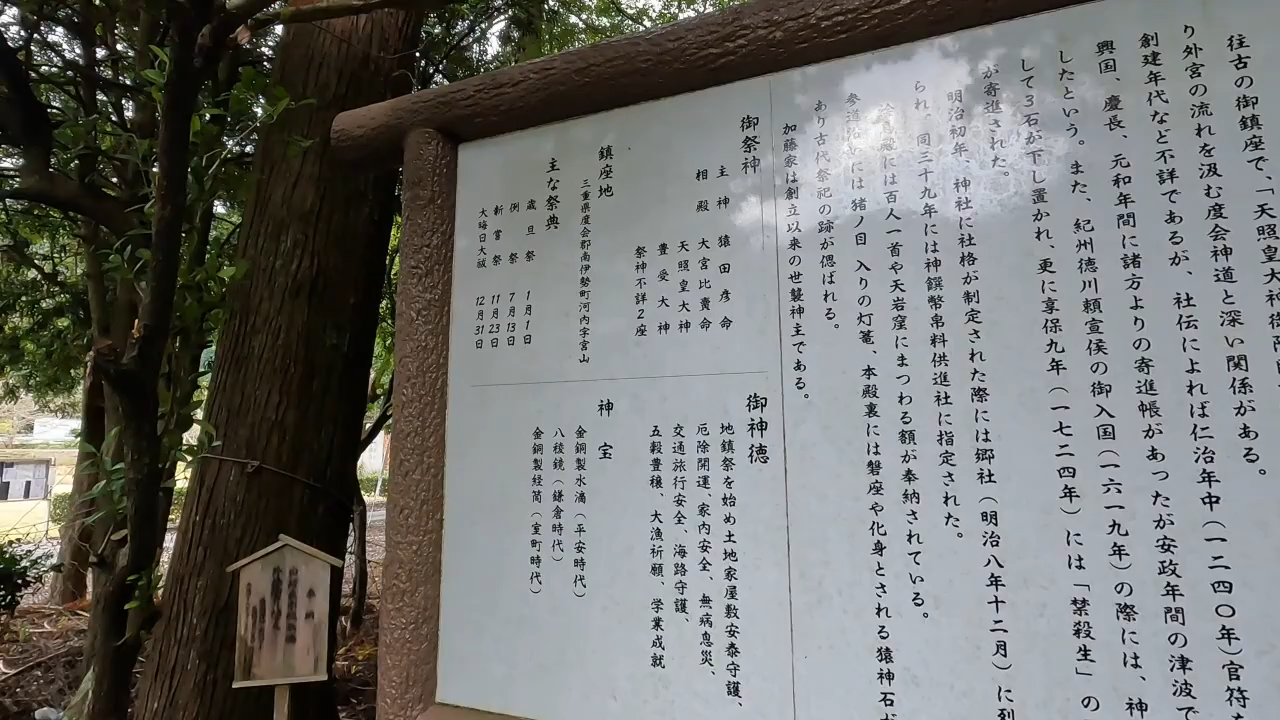 往古の御鎮座で、「天照皇大神
り外宮の流れを汲む度会神道と深い関係がある。
創建年代など不詳であるが、社伝によれば仁治年中(一二四〇年)官符
興国、慶長、元和年間に諸方よりの寄進帳があったが安政年間の津波で
したという。また、紀州徳川頼宣侯の御入国(一六一九年)の際には、神
して3石が下し置かれ、更に享保九年(一七二四年)には「禁殺生」の
が寄進された。
明治初年、神社に社格が制定された際には郷社(明治八年十二月)に列
られ、同三十九年には神饌幣帛料供進社に指定された。
には百人一首や天岩窟にまつわる額が奉納されている。
参道沿いには猪ノ目入りの灯篭、本殿裏には磐座や化身とされる猿神石が
あり古代祭祀の跡が偲ばれる。
加藤家は創立以来の世襲神主である。
御祭神
主神 猿田彦命
相殿 大宮比賣命
天照皇大神
豊受大神
祭神不詳2座
鎮座地
三重県度会郡南伊勢町河内字宮山
主な祭典
歳旦祭 1月1日
例祭 7月13日
新嘗祭 11月23日
大晦日大祓 12月31日
御神徳
地鎮祭を始め土地家屋敷安泰守護、
厄除開運、家内安全、無病息災、
交通旅行安全、海路守護、
五穀豊穣、大漁祈願、学業成就
神宝
金銅製水滴(平安時代)
八稜鏡(鎌倉時代)
金銅製経筒(室町時代)
奉納